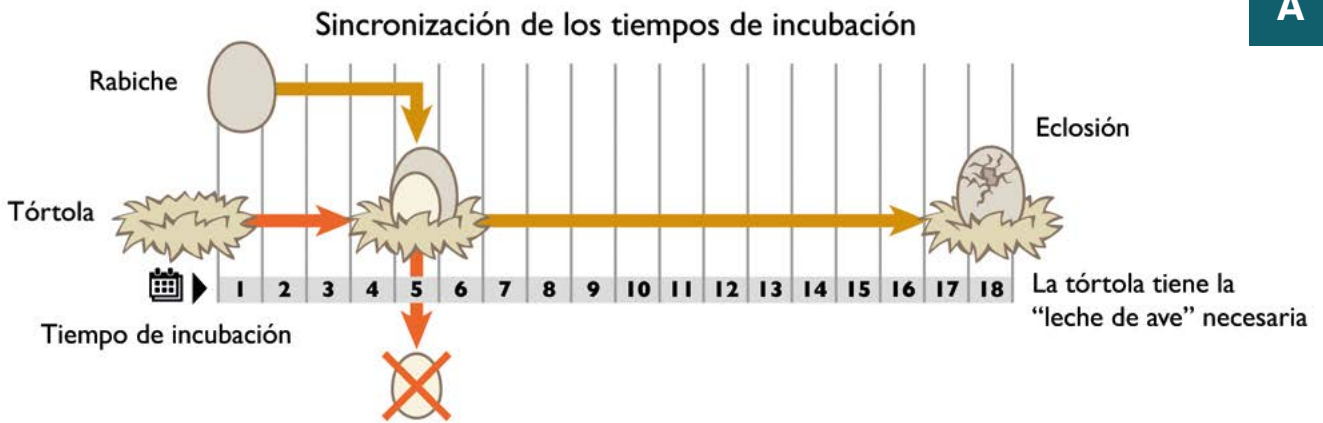 A
Sincronización de los tiempos de incubación
Rabiche
Eclosión
Tórtola
1 2 3 4 5 6 7 8 9 10 11 12 13 14 15 16 17 18
La tórtola tiene la
“leche de ave” necesaria
Tiempo de incubación